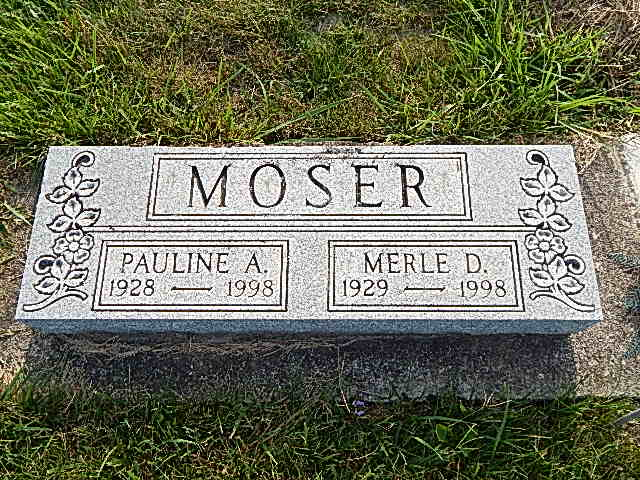 MOSER
PAULINE A.
1928 — 1998
MERLE D.
1929 — 1998